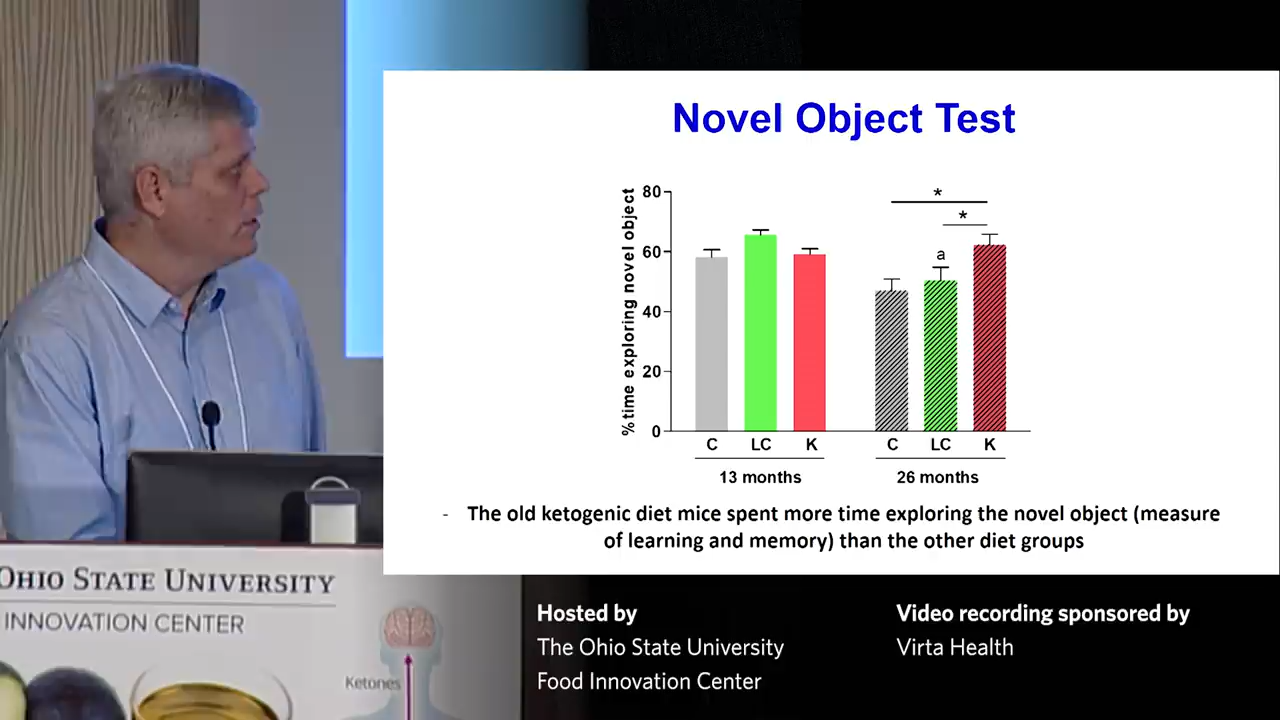 Novel Object Test
% time exploring novel object
80
60
40
20
0
* 
*
a
C LC K C LC K
13 months 26 months
- The old ketogenic diet mice spent more time exploring the novel object (measure
of learning and memory) than the other diet groups
OHIO STATE UNIVERSITY
INNOVATION CENTER
Ketones
Hosted by
The Ohio State University
Food Innovation Center
Video recording sponsored by
Virta Health